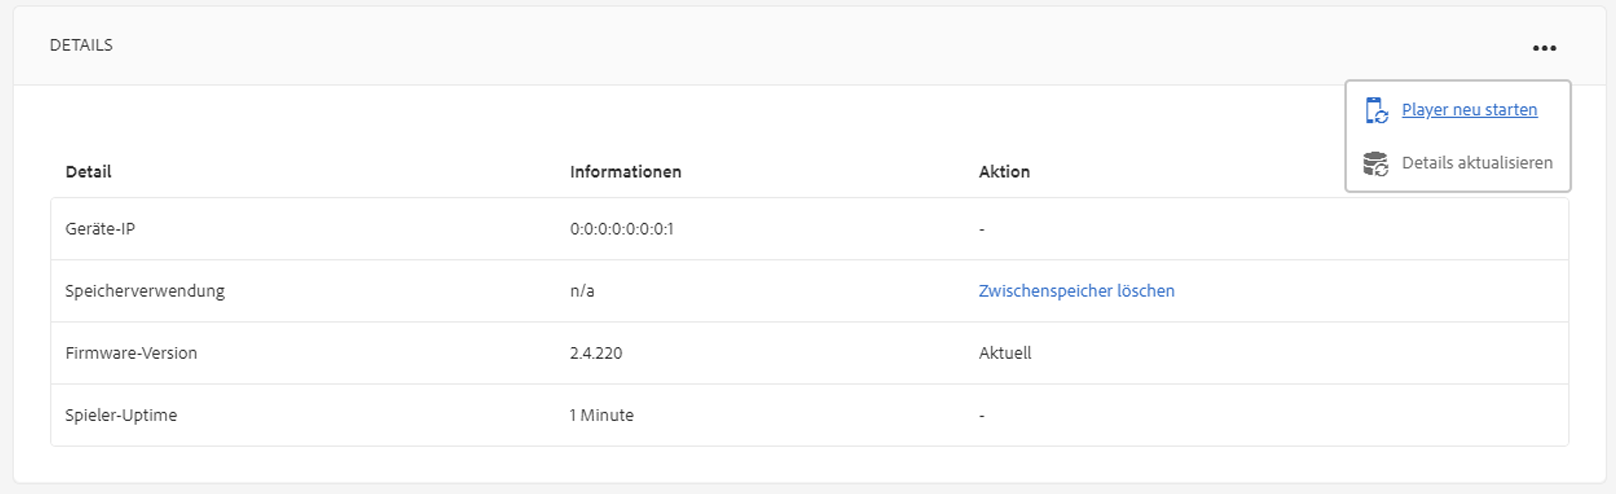 DETAILS
Player neu starten
Details aktualisieren
Detail Informationen Aktion
Geräte-IP 0:0:0:0:0:0:0:1 -
Speicherverwendung n/a Zwischenspeicher löschen
Firmware-Version 2.4.220 Aktuell
Spieler-Uptime 1 Minute -